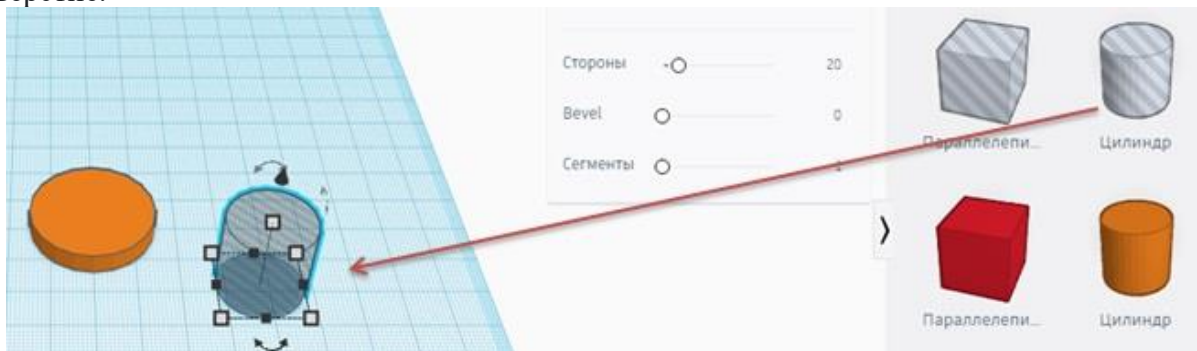 Стороны 20
Bevel 0
Сегменты
Параллелепи... Цилиндр
Параллелепи... Цилиндр